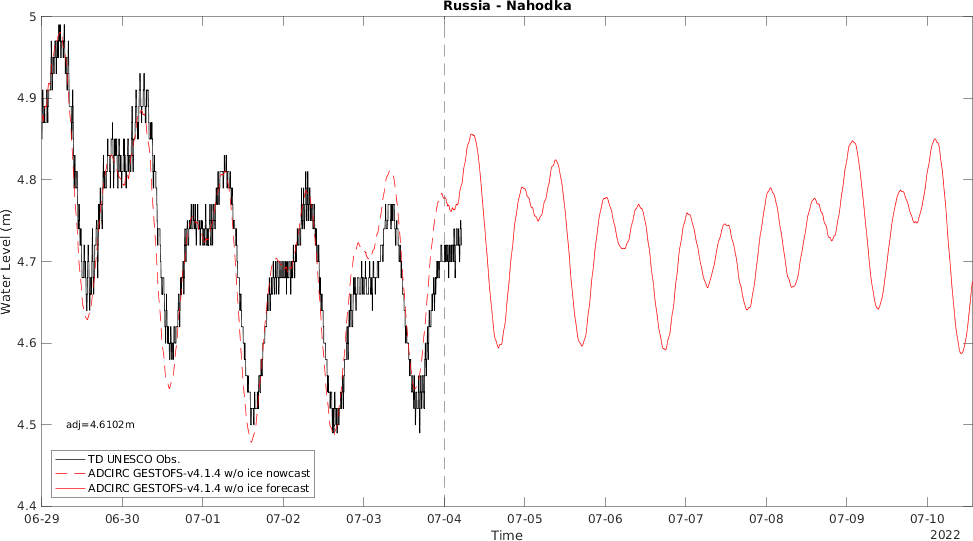 Russia - Nahodka
Water Level (m)
5
4.9
4.8
4.7
4.6
4.5
4.4
adj=4.6102m
TD UNESCO Obs.
ADCIRC GESTOFS-v4.1.4 w/o ice nowcast
ADCIRC GESTOFS-v4.1.4 w/o ice forecast
06-29 06-30 07-01 07-02 07-03 07-04 07-05 07-06 07-07 07-08 07-09 07-10
Time
2022